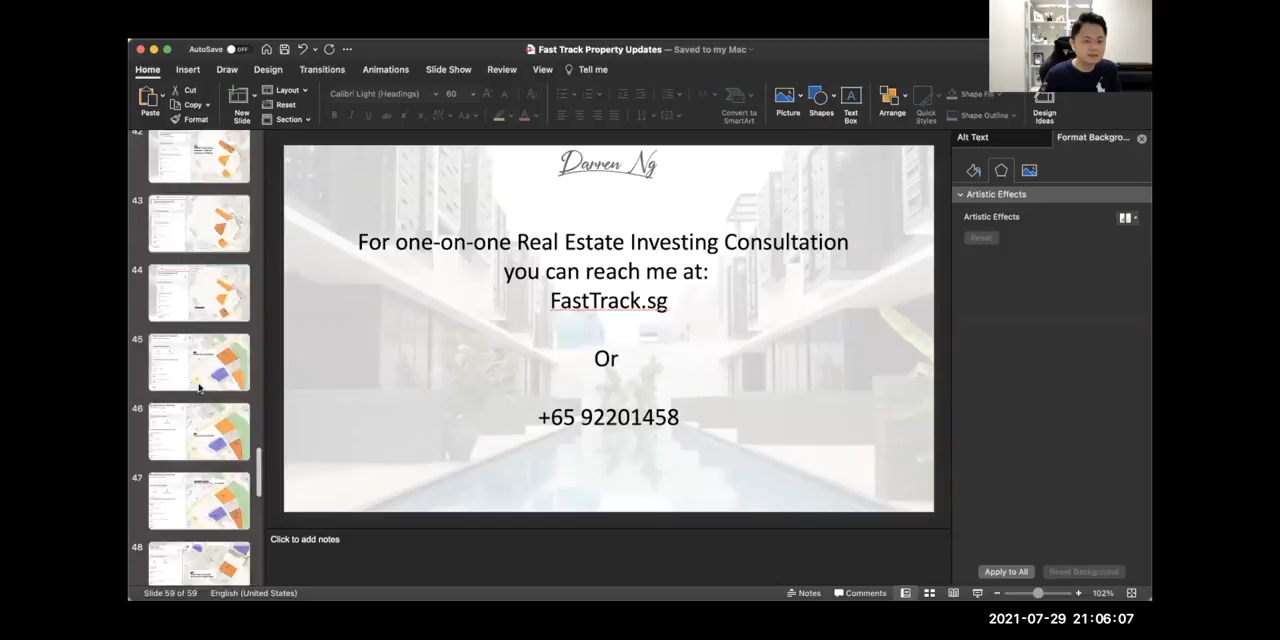 AutoSave OFF
Fast Track Property Updates — Saved to my Mac
Home Insert Draw Design Transitions Animations Slide Show Review View Tell me
Paste
Cut
Copy
Format
New Slide
Layout
Reset
Section
Calibri Light (Headings) 60
Convert to SmartArt
Picture
Shapes
Text Box
Arrange
Quick Styles
Shape Fill
Shape Outline
Design Ideas
42
43
44
45
46
47
48
Darren Ng
For one-on-one Real Estate Investing Consultation
you can reach me at:
FastTrack.sg
Or
+65 92201458
Click to add notes
Alt Text
Format Backgro...
Artistic Effects
Artistic Effects
Reset
Apply to All
Reset Background
Slide 59 of 59 English (United States)
Notes Comments 102%
2021-07-29 21:06:07